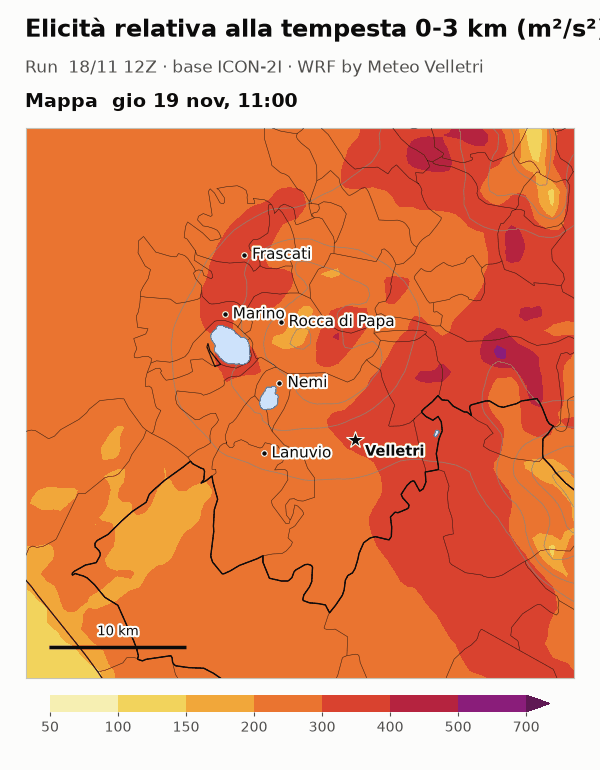 Elicità relativa alla tempesta 0-3 km (m²/s²)
Run  18/11 12Z · base ICON-2I · WRF by Meteo Velletri
Mappa  gio 19 nov, 11:00
Frascati
Marino
Rocca di Papa
Nemi
Velletri
Lanuvio
10 km
50 100 150 200 300 400 500 700